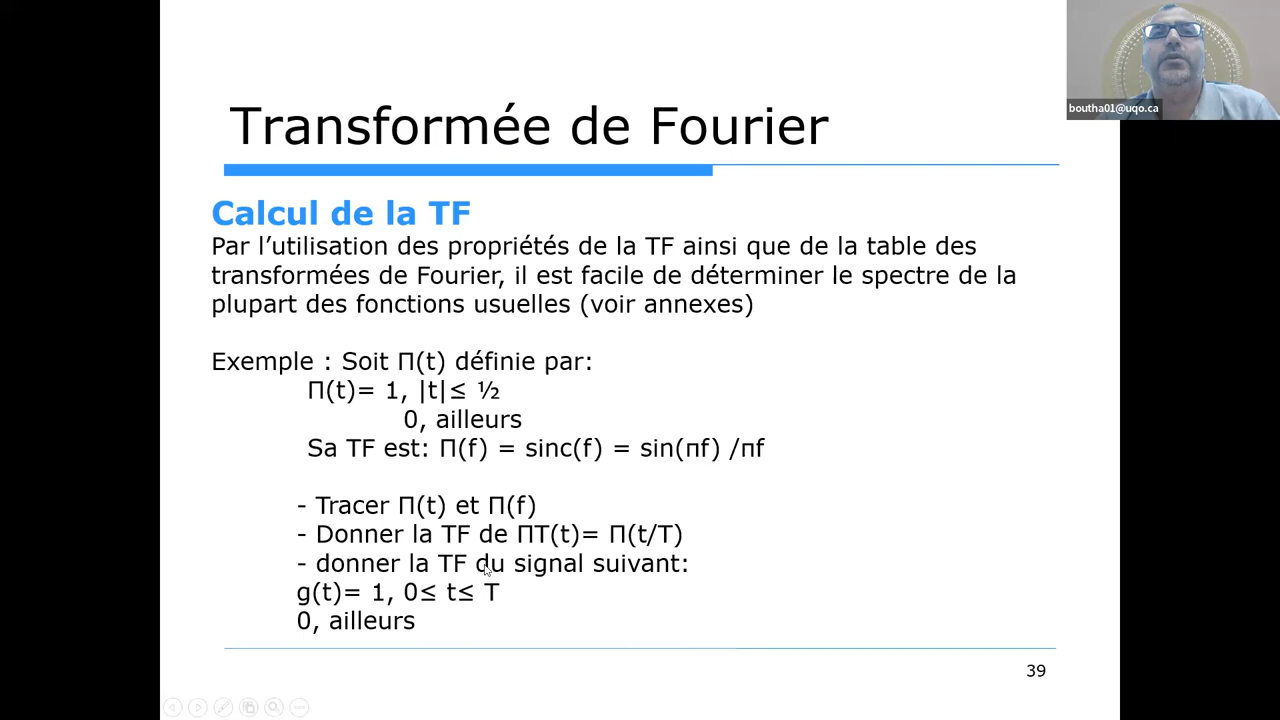 boutha01@uqo.ca
Transformée de Fourier
Calcul de la TF
Par l’utilisation des propriétés de la TF ainsi que de la table des
transformées de Fourier, il est facile de déterminer le spectre de la
plupart des fonctions usuelles (voir annexes)
Exemple : Soit Π(t) définie par:
Π(t)= 1, |t|≤ ½
0, ailleurs
Sa TF est: Π(f) = sinc(f) = sin(πf) /πf
- Tracer Π(t) et Π(f)
- Donner la TF de ΠT(t)= Π(t/T)
- donner la TF du signal suivant:
g(t)= 1, 0≤ t≤ T
0, ailleurs
39